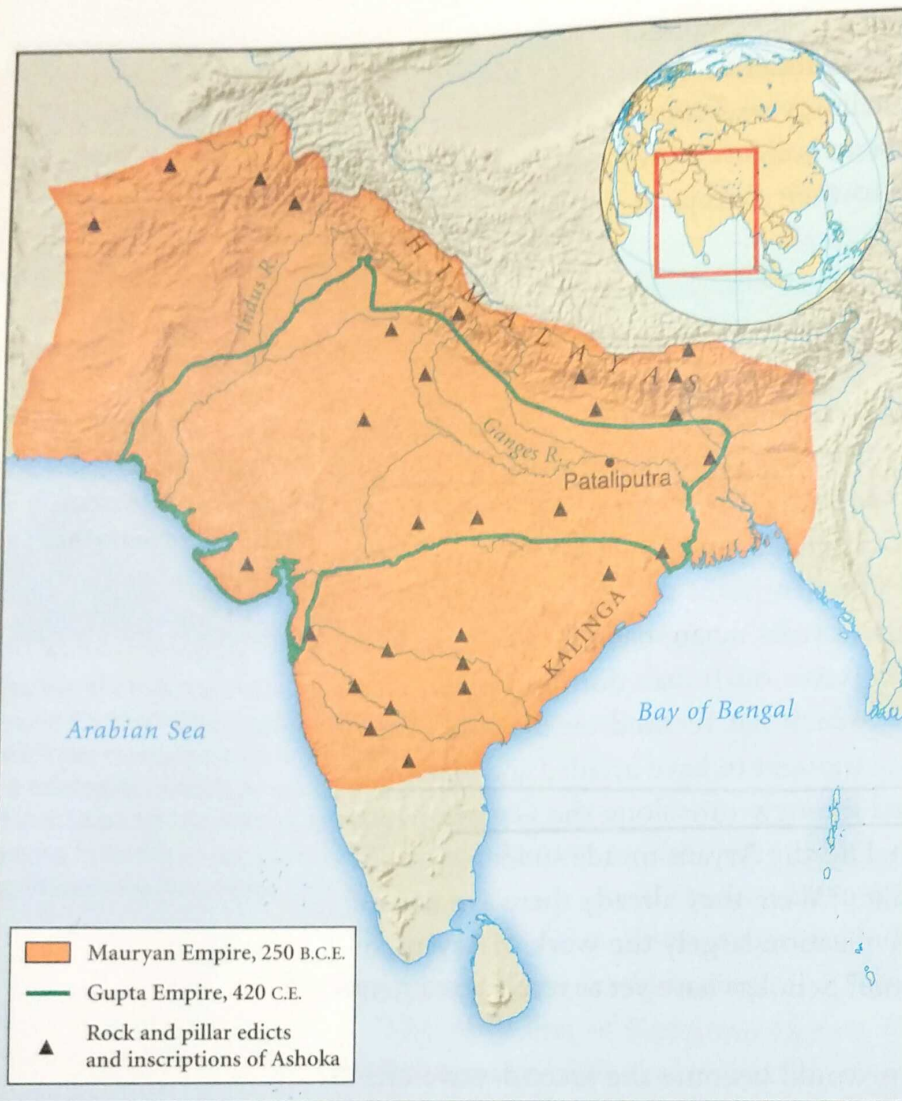 HIMALAYAS
Indus R.
Ganges R.
Pataliputra
KALINGA
Arabian Sea
Bay of Bengal
Mauryan Empire, 250 B.C.E.
Gupta Empire, 420 C.E.
Rock and pillar edicts
and inscriptions of Ashoka